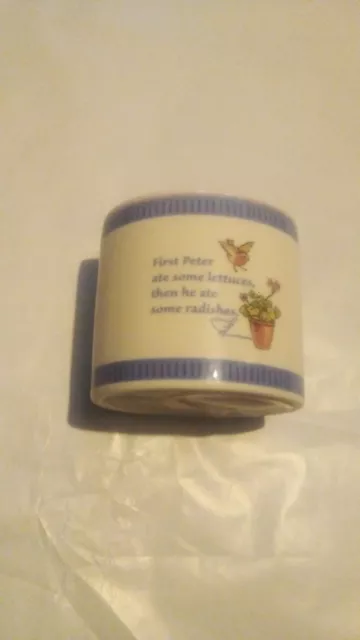 First Peter
ate some lettuces,
then he ate
some radishes.